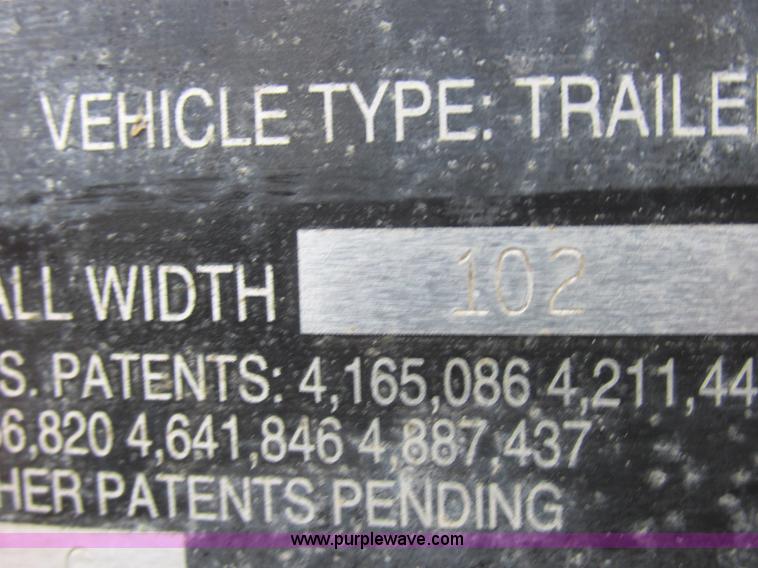 VEHICLE TYPE: TRAILE
ALL WIDTH 102
S. PATENTS: 4,165,086 4,211,44
6,820 4,641,846 4,887,437
HER PATENTS PENDING
www.purplewave.com